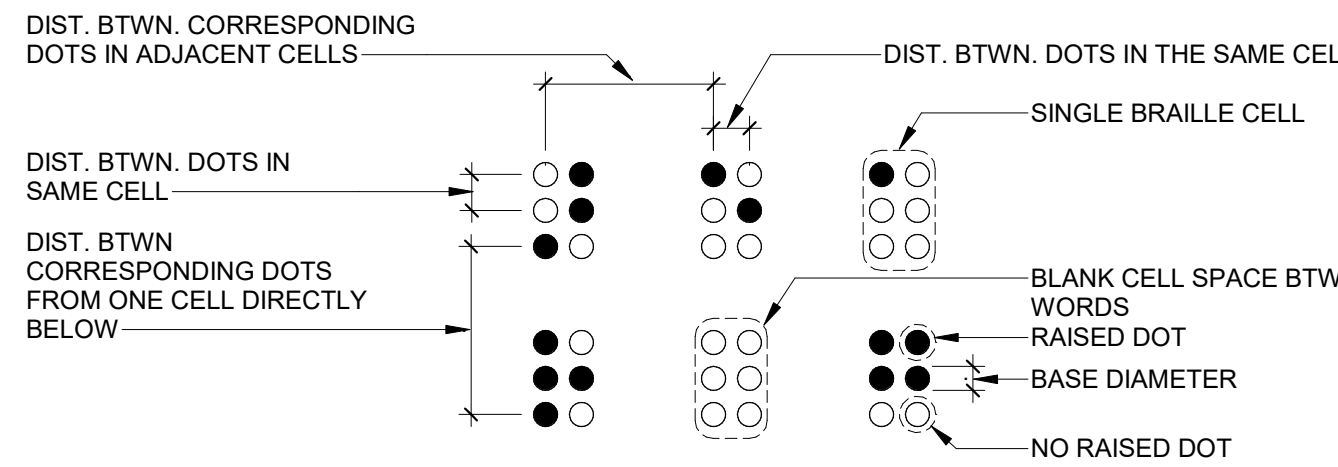 DIST. BTWN. CORRESPONDING
DOTS IN ADJACENT CELLS
DIST. BTWN. DOTS IN THE SAME CEL
SINGLE BRAILLE CELL
DIST. BTWN. DOTS IN
SAME CELL
DIST. BTWN
CORRESPONDING DOTS
FROM ONE CELL DIRECTLY
BELOW
BLANK CELL SPACE BTW
WORDS
RAISED DOT
BASE DIAMETER
NO RAISED DOT